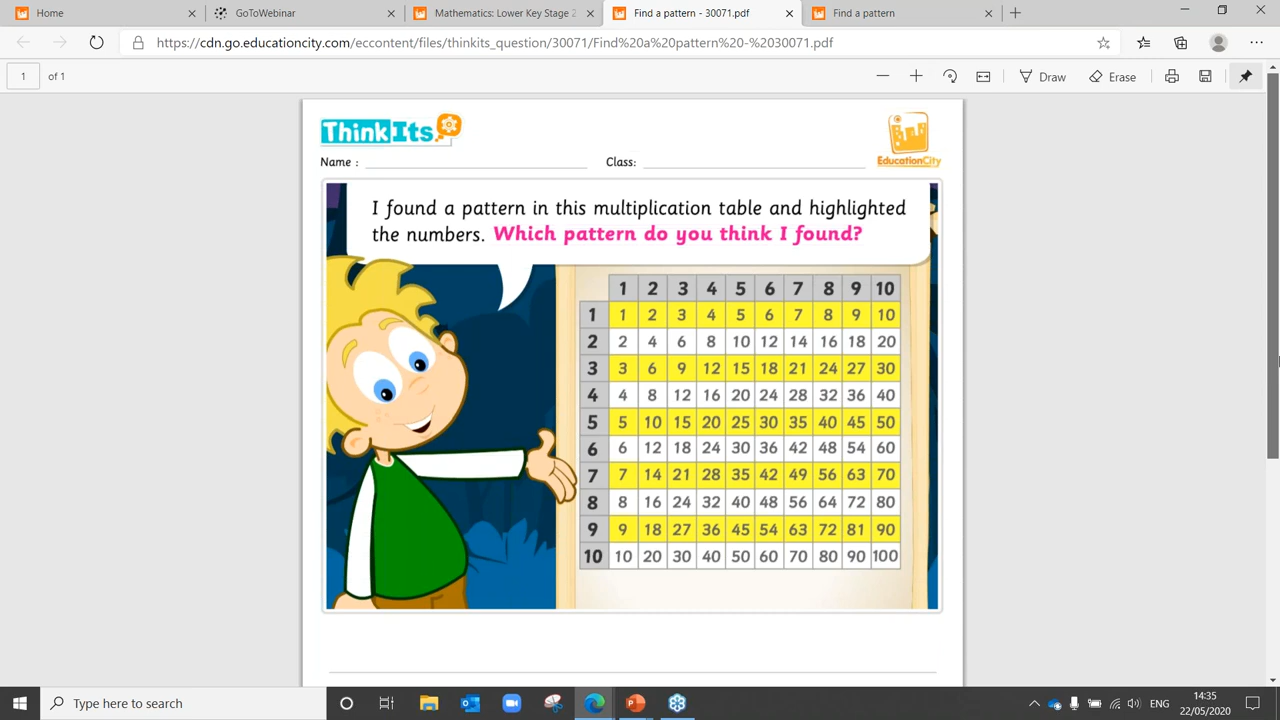 Home
GoToWebinar
Mathematics: Lower Key Stage 2
Find a pattern - 30071.pdf
Find a pattern
https://cdn.go.educationcity.com/eccontent/files/thinkits_question/30071/Find%20a%20pattern%20-%2030071.pdf
1 of 1
Draw
Erase
ThinkIts
EducationCity
Name :
Class:
I found a pattern in this multiplication table and highlighted
the numbers. Which pattern do you think I found?
1 2 3 4 5 6 7 8 9 10
1 1 2 3 4 5 6 7 8 9 10
2 2 4 6 8 10 12 14 16 18 20
3 3 6 9 12 15 18 21 24 27 30
4 4 8 12 16 20 24 28 32 36 40
5 5 10 15 20 25 30 35 40 45 50
6 6 12 18 24 30 36 42 48 54 60
7 7 14 21 28 35 42 49 56 63 70
8 8 16 24 32 40 48 56 64 72 80
9 9 18 27 36 45 54 63 72 81 90
10 10 20 30 40 50 60 70 80 90 100
Type here to search
ENG
14:35
22/05/2020